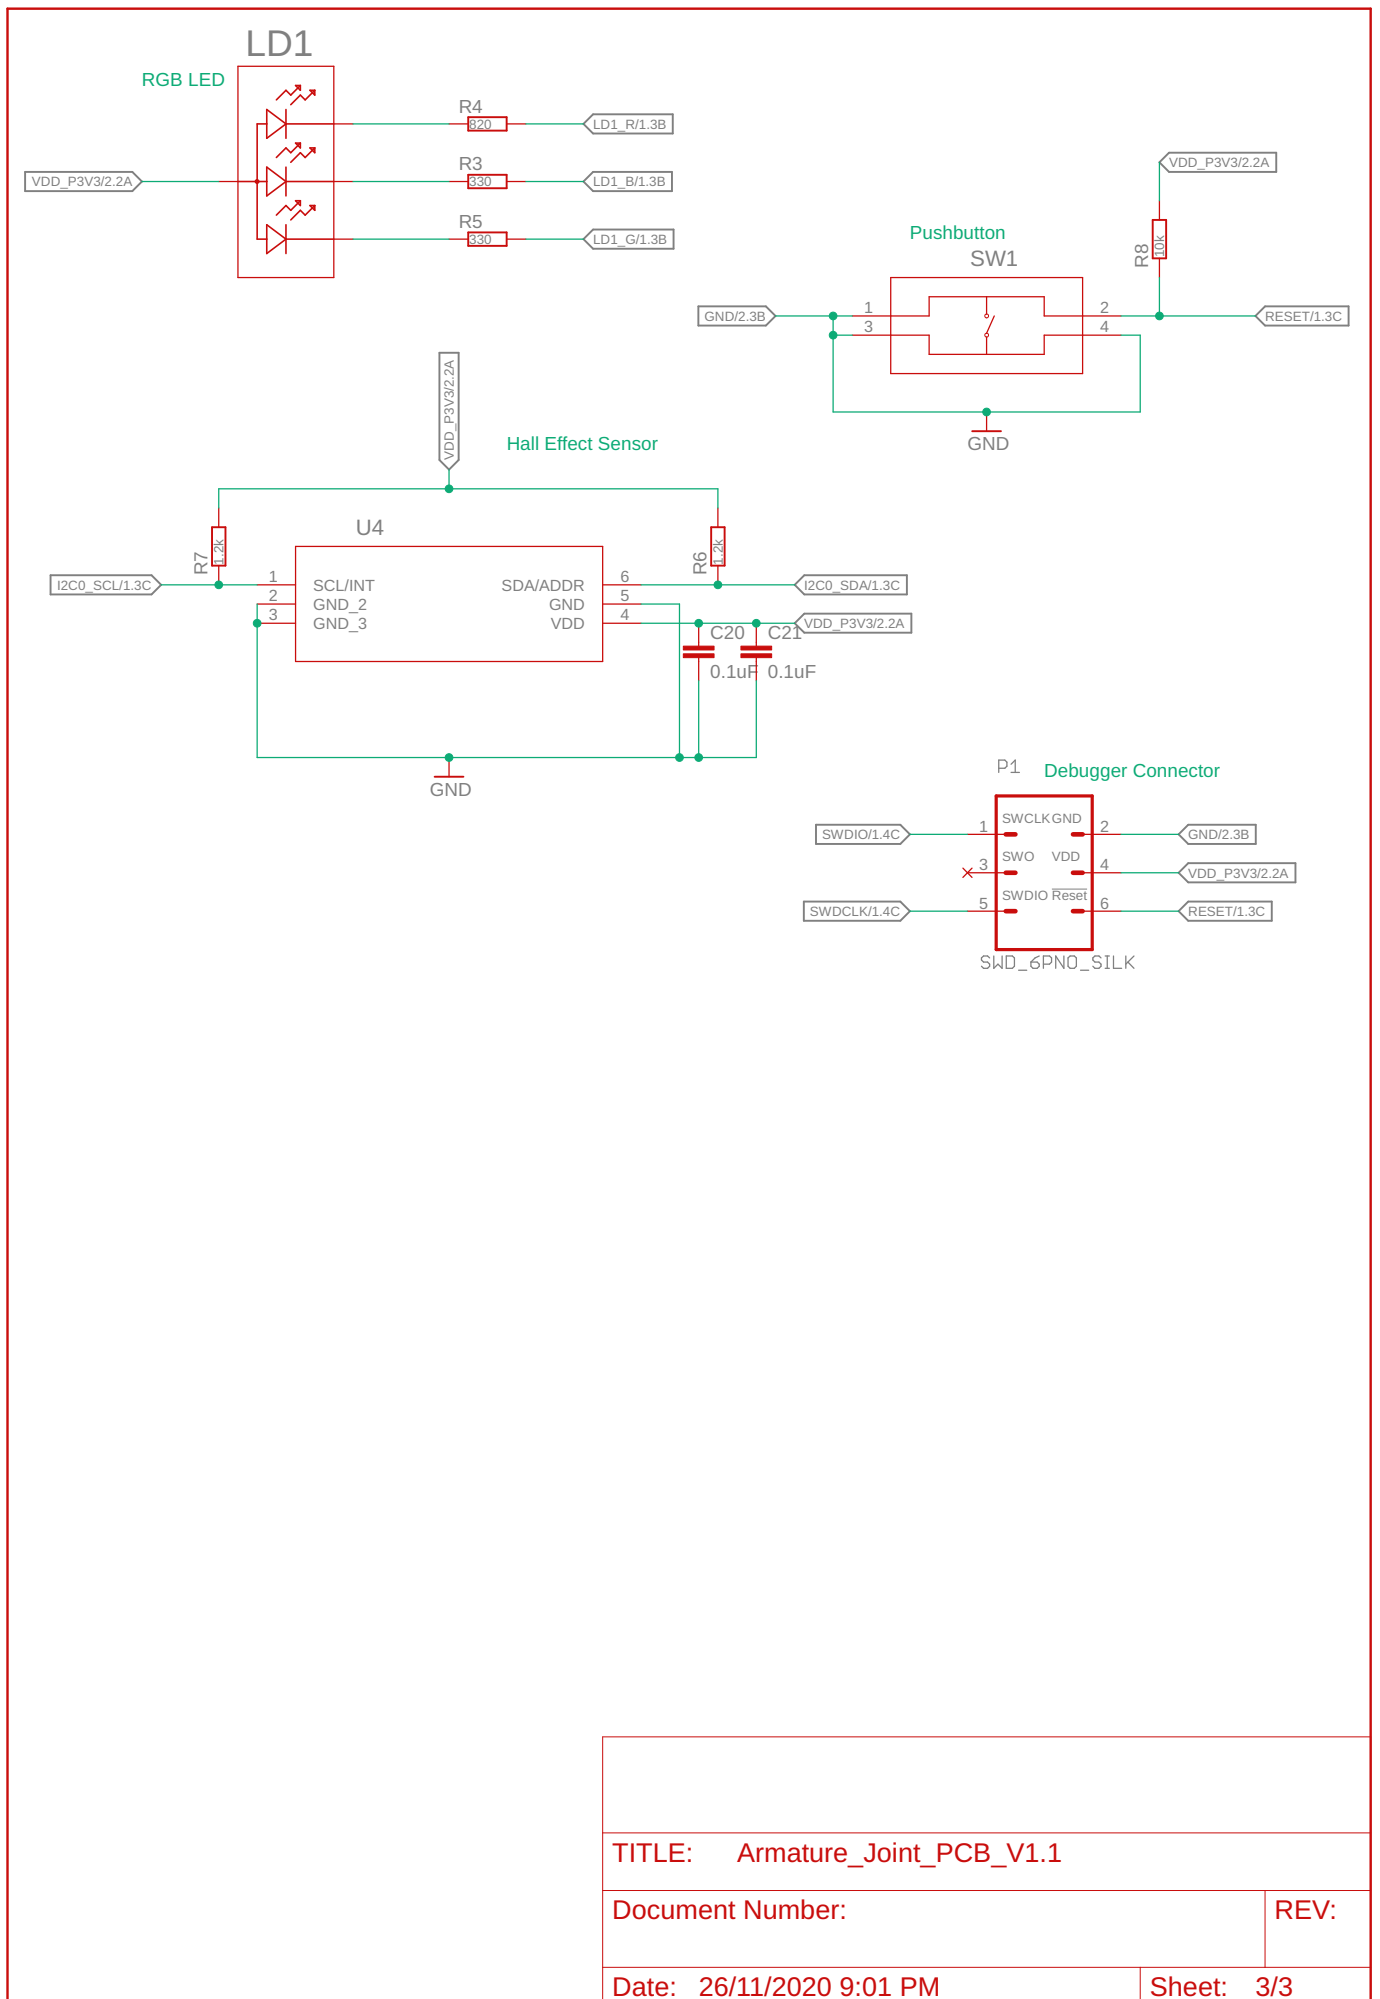 LD1
RGB LED
R4
820
LD1_R/1.3B
R3
330
LD1_B/1.3B
VDD_P3V3/2.2A
R5
330
LD1_G/1.3B
VDD_P3V3/2.2A
R8
10k
Pushbutton
SW1
GND/2.3B
1
3
2
4
RESET/1.3C
GND
VDD_P3V3/2.2A
Hall Effect Sensor
R7
1.2k
U4
R6
1.2k
I2C0_SCL/1.3C
1
2
3
SCL/INT
GND_2
GND_3
SDA/ADDR
GND
VDD
6
5
4
I2C0_SDA/1.3C
VDD_P3V3/2.2A
C20
C21
0.1uF
0.1uF
GND
P1
Debugger Connector
SWDIO/1.4C
1
SWCLK
GND
2
GND/2.3B
3
SWO
VDD
4
VDD_P3V3/2.2A
SWDCLK/1.4C
5
SWDIO
Reset
6
RESET/1.3C
SWD_6PNO_SILK
TITLE: Armature_Joint_PCB_V1.1
Document Number:
REV:
Date: 26/11/2020 9:01 PM
Sheet: 3/3